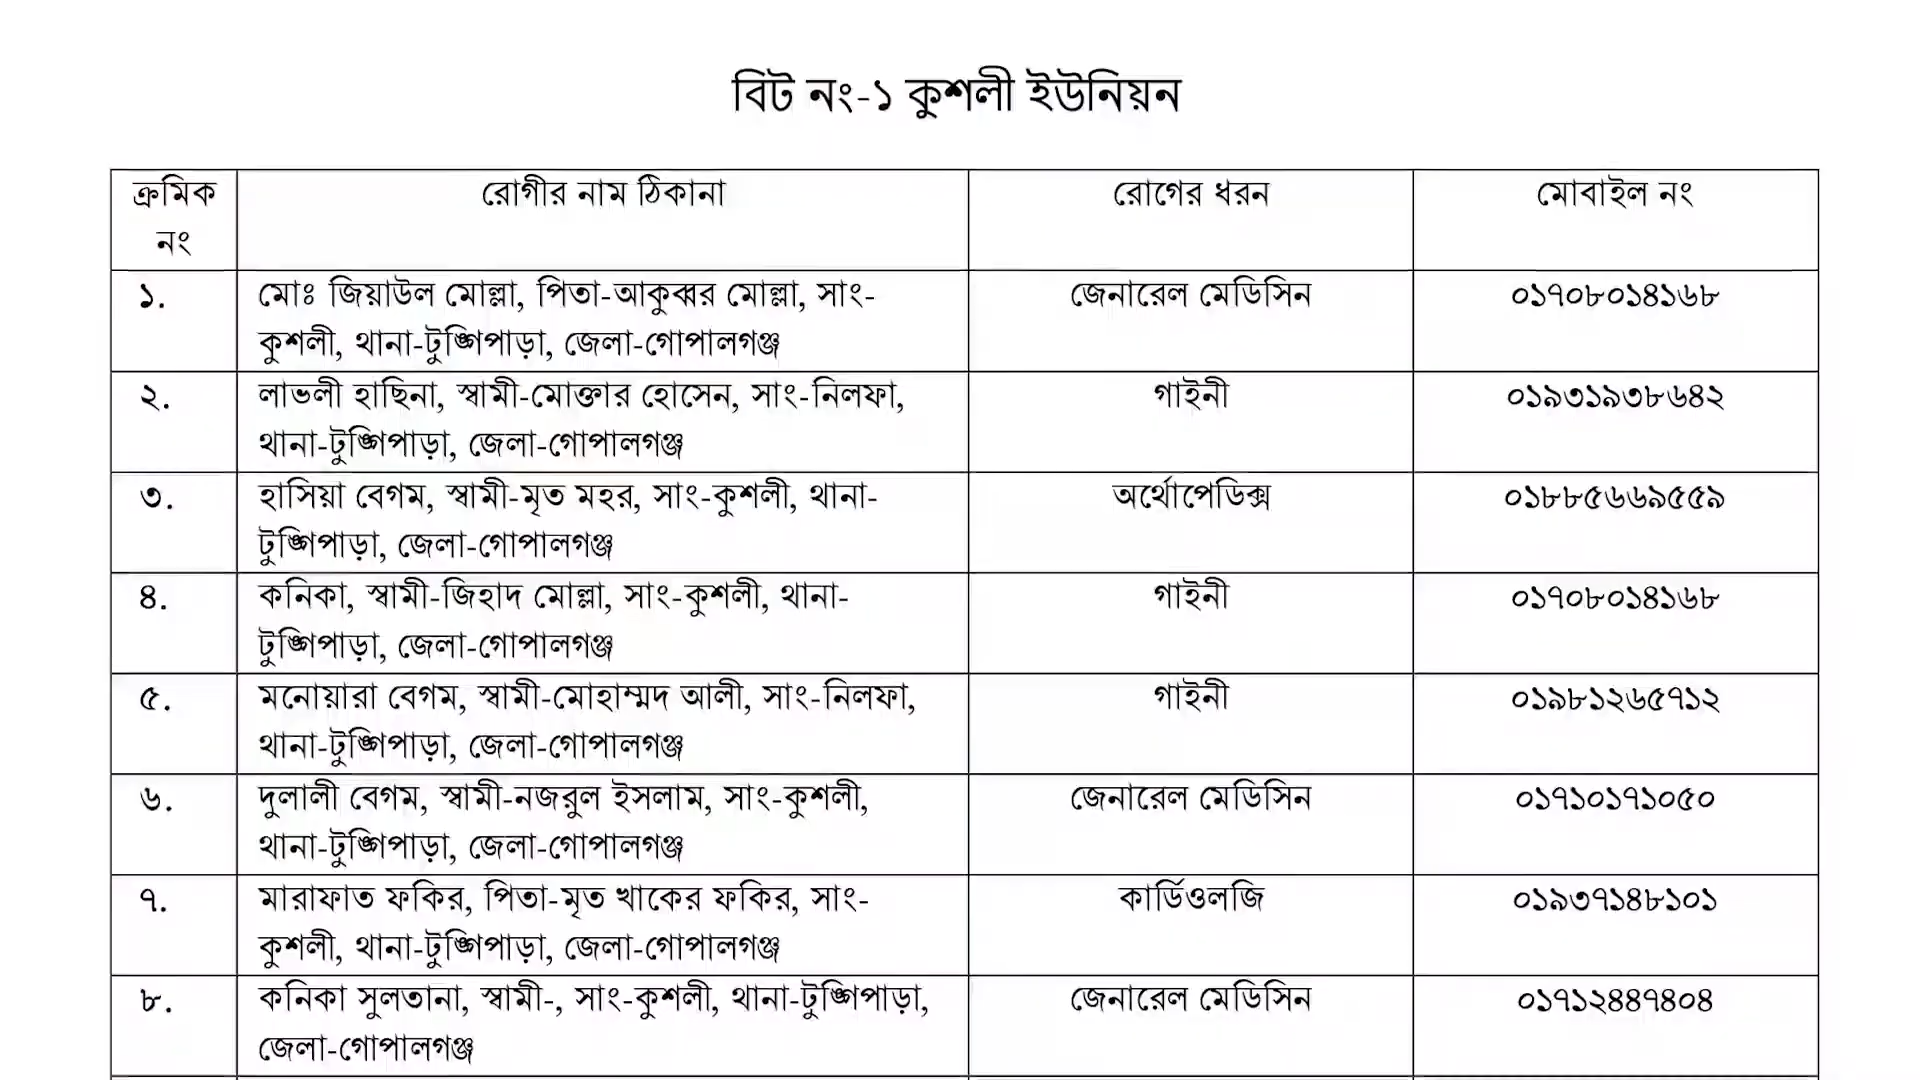 বিট নং-১ কুশলী ইউনিয়ন
ক্রমিক নং রোগীর নাম ঠিকানা রোগের ধরন মোবাইল নং
১. মোঃ জিয়াউল মোল্লা, পিতা-আকুব্বর মোল্লা, সাং- জেনারেল মেডিসিন ০১৭০৮০১৪১৬৮
কুশলী, থানা-টুঙ্গিপাড়া, জেলা-গোপালগঞ্জ
২. লাভলী হাছিনা, স্বামী-মোক্তার হোসেন, সাং-নিলফা, গাইনী ০১৯৩১৯৩৮৬৪২
থানা-টুঙ্গিপাড়া, জেলা-গোপালগঞ্জ
৩. হাসিয়া বেগম, স্বামী-মৃত মহর, সাং-কুশলী, থানা- অর্থোপেডিক্স ০১৮৮৫৬৬৯৫৫৯
টুঙ্গিপাড়া, জেলা-গোপালগঞ্জ
৪. কনিকা, স্বামী-জিহাদ মোল্লা, সাং-কুশলী, থানা- গাইনী ০১৭০৮০১৪১৬৮
টুঙ্গিপাড়া, জেলা-গোপালগঞ্জ
৫. মনোয়ারা বেগম, স্বামী-মোহাম্মদ আলী, সাং-নিলফা, গাইনী ০১৯৮১২৬৫৭১২
থানা-টুঙ্গিপাড়া, জেলা-গোপালগঞ্জ
৬. দুলালী বেগম, স্বামী-নজরুল ইসলাম, সাং-কুশলী, জেনারেল মেডিসিন ০১৭১০১৭১০৫০
থানা-টুঙ্গিপাড়া, জেলা-গোপালগঞ্জ
৭. মারাফাত ফকির, পিতা-মৃত খাকের ফকির, সাং- কার্ডিওলজি ০১৯৩৭১৪৮১০১
কুশলী, থানা-টুঙ্গিপাড়া, জেলা-গোপালগঞ্জ
৮. কনিকা সুলতানা, স্বামী-, সাং-কুশলী, থানা-টুঙ্গিপাড়া, জেনারেল মেডিসিন ০১৭১২৪৪৭৪০৪
জেলা-গোপালগঞ্জ